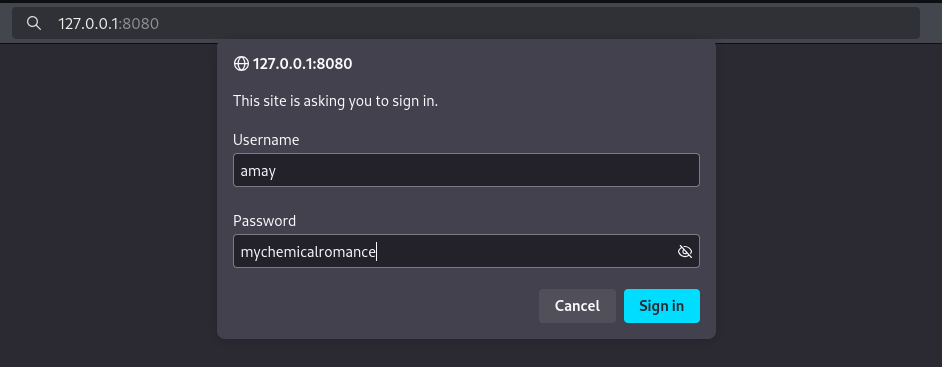 127.0.0.1:8080
127.0.0.1:8080
This site is asking you to sign in.
Username
amay
Password
mychemicalromance
Cancel Sign in